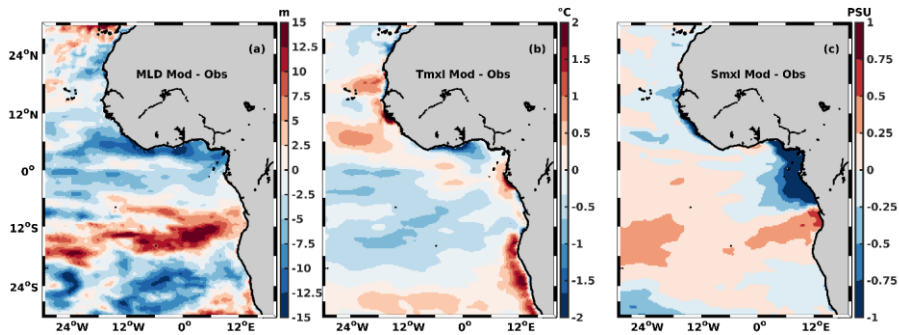 m
°C
PSU
24°N
12°N
0°
12°S
24°S
(a)
MLD Mod - Obs
15
12.5
10
7.5
5
2.5
0
-2.5
-5
-7.5
-10
-12.5
-15
24°W
12°W
0°
12°E
(b)
Tmxl Mod - Obs
2
1.5
1
0.5
0
-0.5
-1
-1.5
-2
24°W
12°W
0°
12°E
(c)
Smxl Mod - Obs
1
0.75
0.5
0.25
0
-0.25
-0.5
-0.75
-1
24°W
12°W
0°
12°E